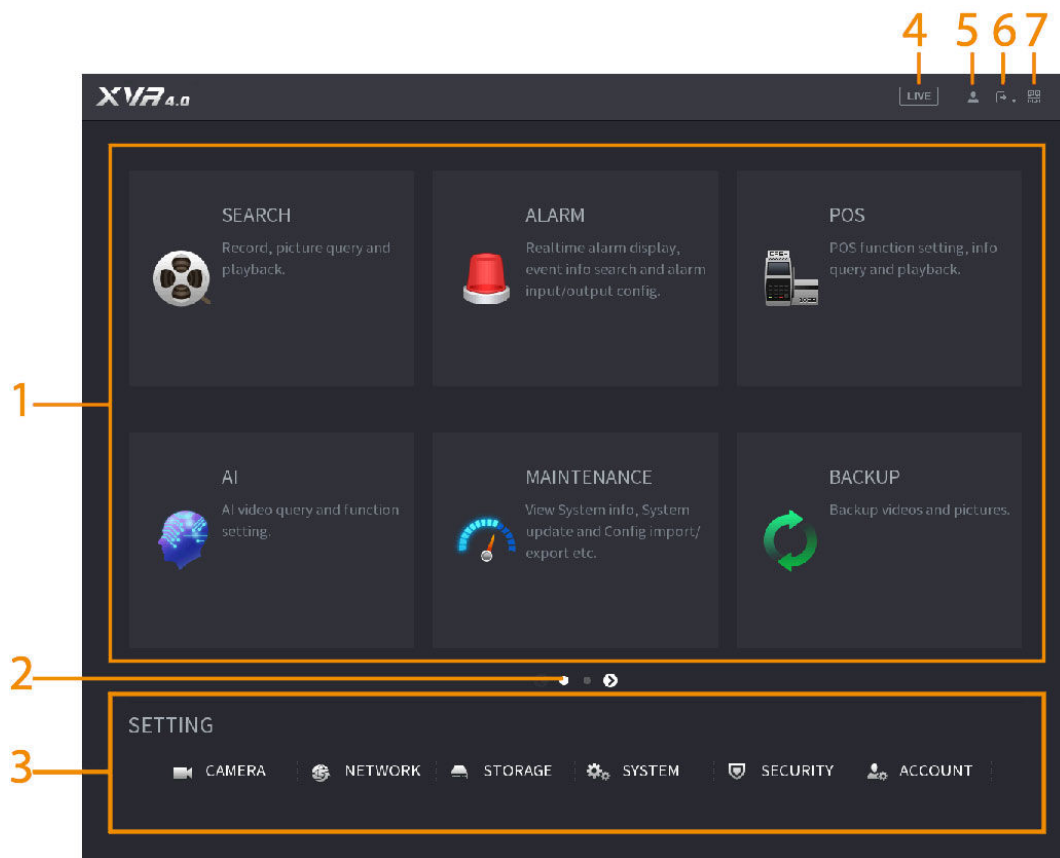 4 5 6 7
XVR 4.0
LIVE
SEARCH
Record, picture query and
playback.
ALARM
Realtime alarm display,
event info search and alarm
input/output config.
POS
POS function setting, info
query and playback.
1
AI
AI video query and function
setting.
MAINTENANCE
View System info, System
update and Config import/
export etc.
BACKUP
Backup videos and pictures.
2
SETTING
3
CAMERA NETWORK STORAGE SYSTEM SECURITY ACCOUNT